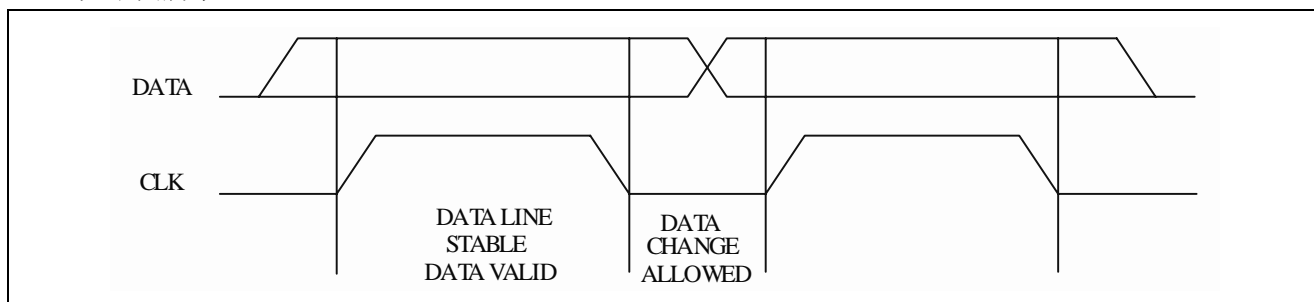 DATA
CLK
DATA LINE
STABLE
DATA VALID
DATA
CHANGE
ALLOWED